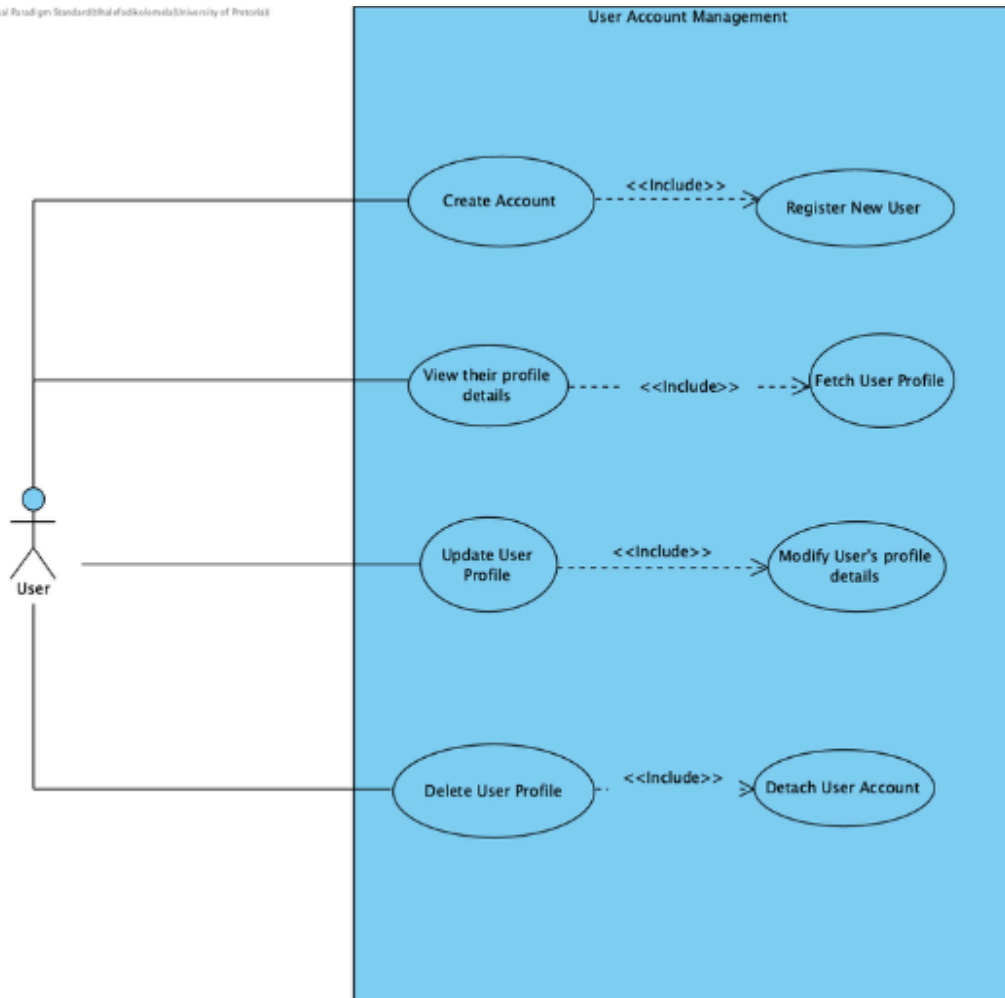 User Account Management
Create Account
<<Include>>
Register New User
View their profile
details
<<Include>>
Fetch User Profile
Update User
Profile
<<Include>>
Modify User's profile
details
User
Delete User Profile
<<Include>>
Detach User Account